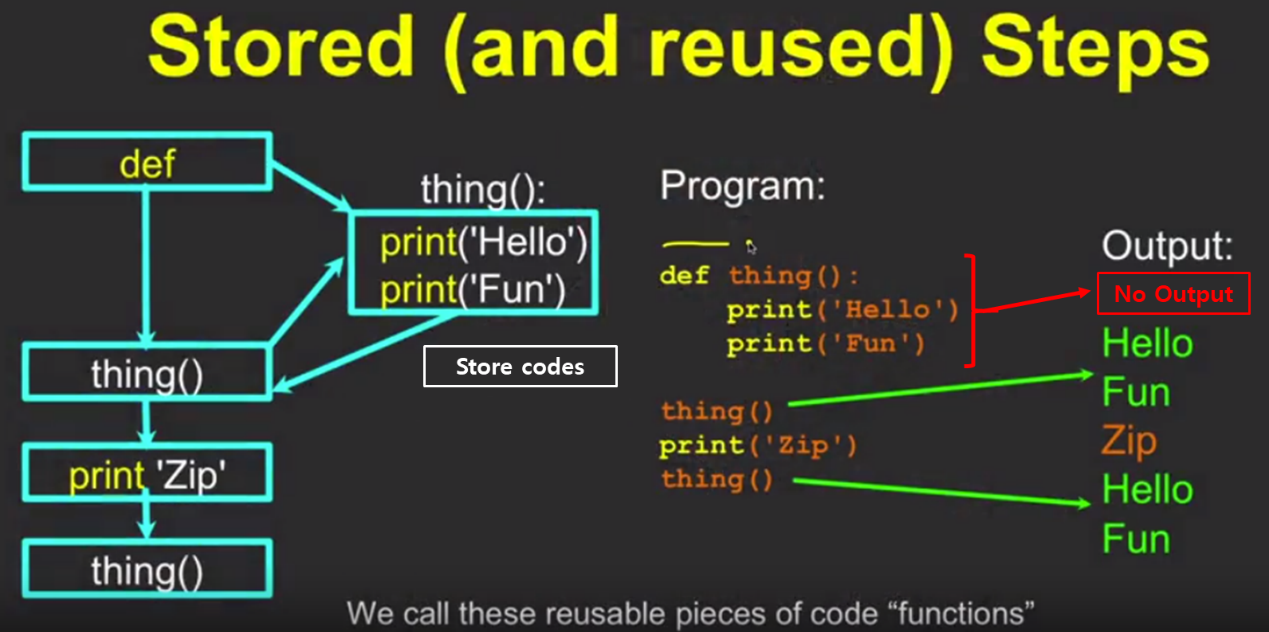 Stored (and reused) Steps
def
thing()
print 'Zip'
thing()
thing():
print('Hello')
print('Fun')
Store codes
Program:
def thing():
print('Hello')
print('Fun')
thing()
print('Zip')
thing()
Output:
No Output
Hello
Fun
Zip
Hello
Fun
We call these reusable pieces of code “functions”